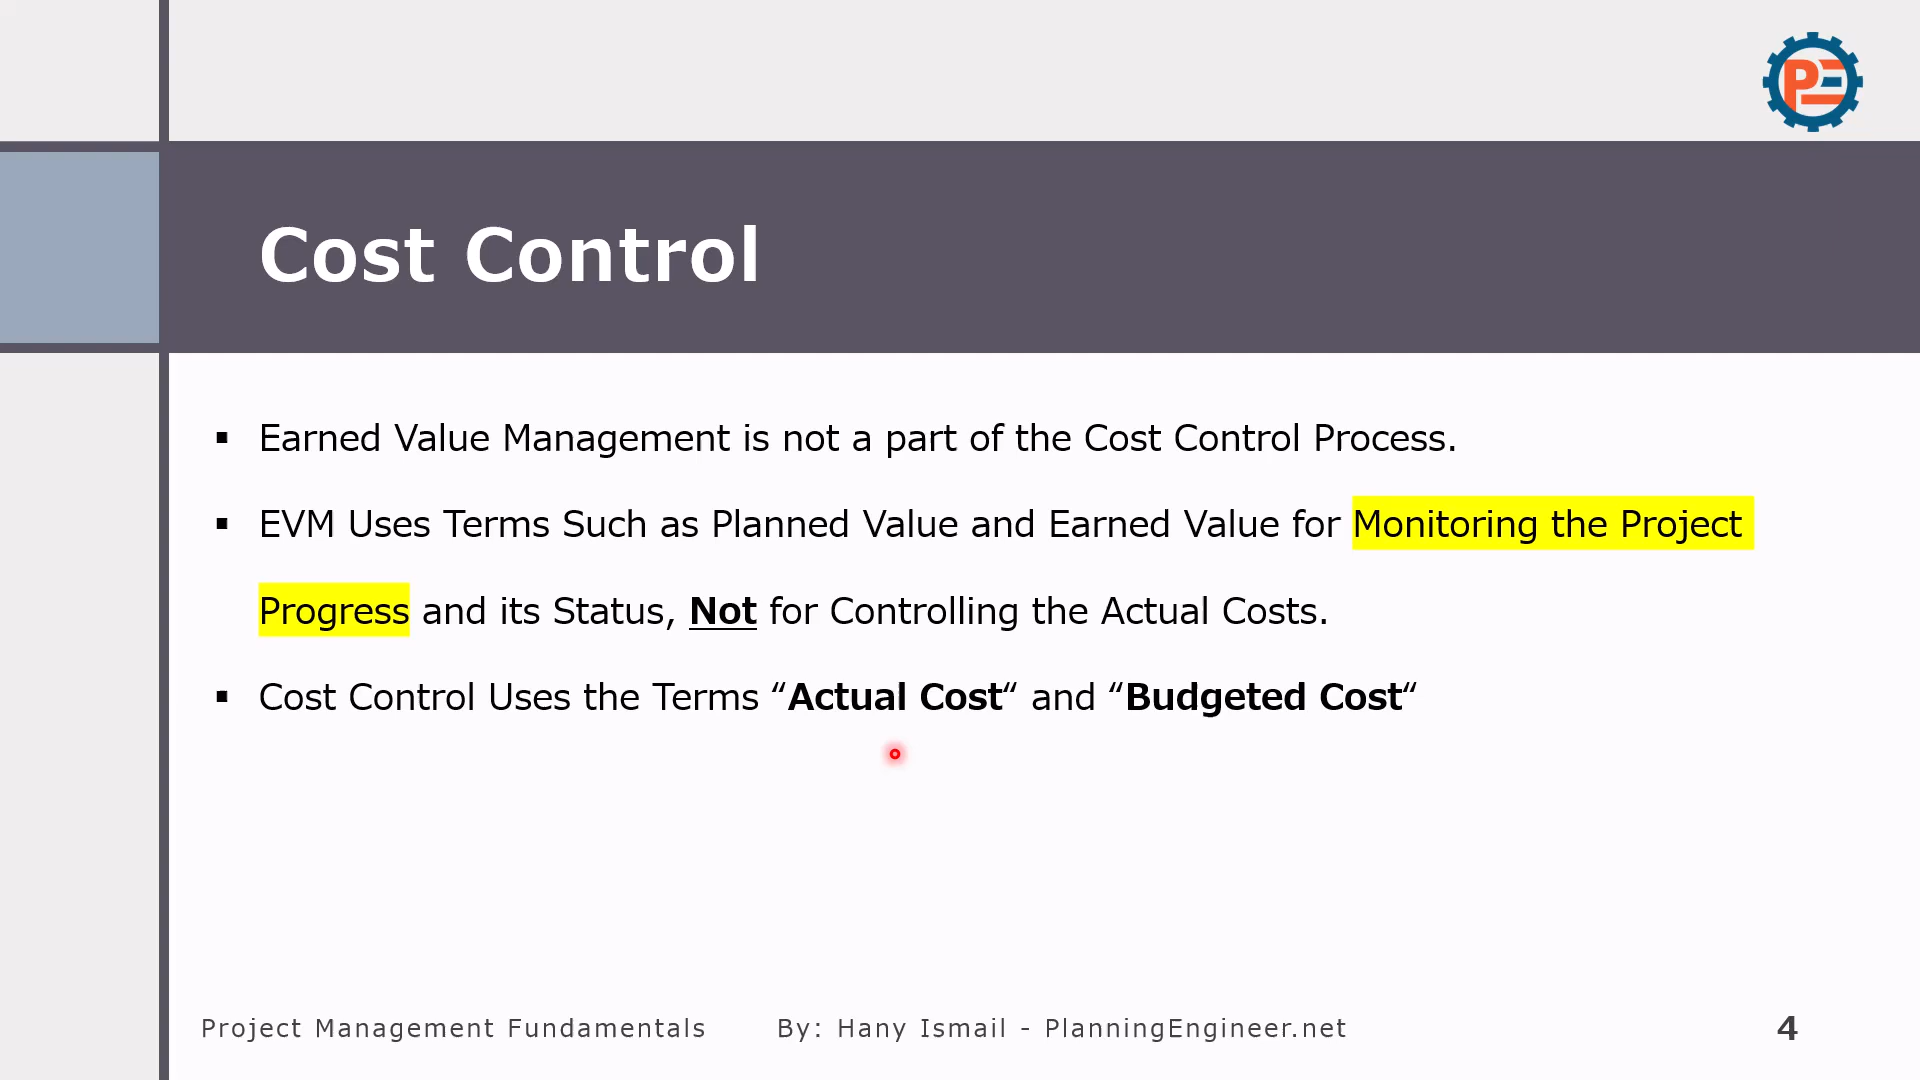 PE
Cost Control
▪ Earned Value Management is not a part of the Cost Control Process.
▪ EVM Uses Terms Such as Planned Value and Earned Value for Monitoring the Project
Progress and its Status, Not for Controlling the Actual Costs.
▪ Cost Control Uses the Terms “Actual Cost“ and “Budgeted Cost“
Project Management Fundamentals By: Hany Ismail - PlanningEngineer.net 4